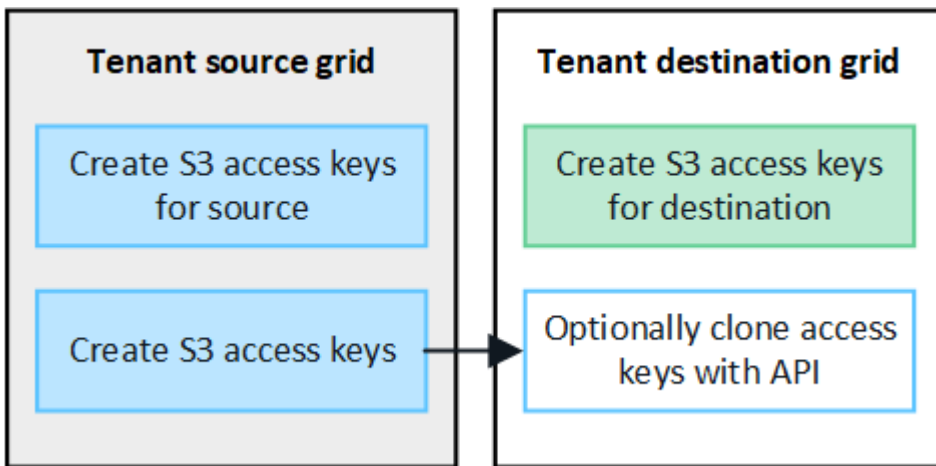 Tenant source grid
Create S3 access keys
for source
Create S3 access keys
Tenant destination grid
Create S3 access keys
for destination
Optionally clone access
keys with API